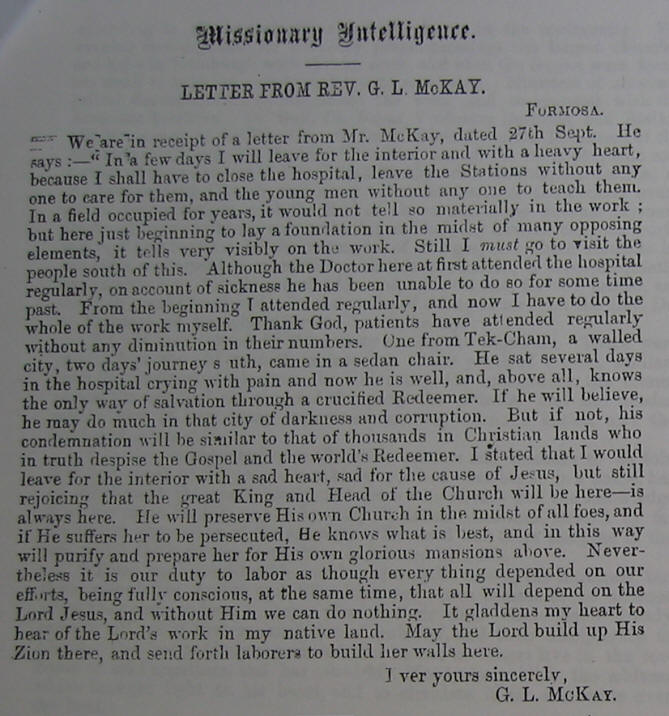 Missionary Intelligence.
LETTER FROM REV. G. L. McKAY.
FORMOSA.
We are in receipt of a letter from Mr. McKay, dated 27th Sept. He
says :—“ In a few days I will leave for the interior and with a heavy heart,
because I shall have to close the hospital, leave the Stations without any
one to care for them, and the young men without any one to teach them.
In a field occupied for years, it would not tell so materially in the work ;
but here just beginning to lay a foundation in the midst of many opposing
elements, it tells very visibly on the work. Still I must go to visit the
people south of this. Although the Doctor here at first attended the hospital
regularly, on account of sickness he has been unable to do so for some time
past. From the beginning I attended regularly, and now I have to do the
whole of the work myself. Thank God, patients have attended regularly
without any diminution in their numbers. One from Tek-Cham, a walled
city, two days' journey s uth, came in a sedan chair. He sat several days
in the hospital crying with pain and now he is well, and, above all, knows
the only way of salvation through a crucified Redeemer. If he will believe,
he may do much in that city of darkness and corruption. But if not, his
condemnation will be similar to that of thousands in Christian lands who
in truth despise the Gospel and the world's Redeemer. I stated that I would
leave for the interior with a sad heart, sad for the cause of Jesus, but still
rejoicing that the great King and Head of the Church will be here—is
always here. He will preserve His own Church in the midst of all foes, and
if He suffers her to be persecuted, He knows what is best, and in this way
will purify and prepare her for His own glorious mansions above. Never-
theless it is our duty to labor as though every thing depended on our
efforts, being fully conscious, at the same time, that all will depend on the
Lord Jesus, and without Him we can do nothing. It gladdens my heart to
hear of the Lord's work in my native land. May the Lord build up His
Zion there, and send forth laborers to build her walls here.
I ver yours sincerely,
G. L. McKAY.